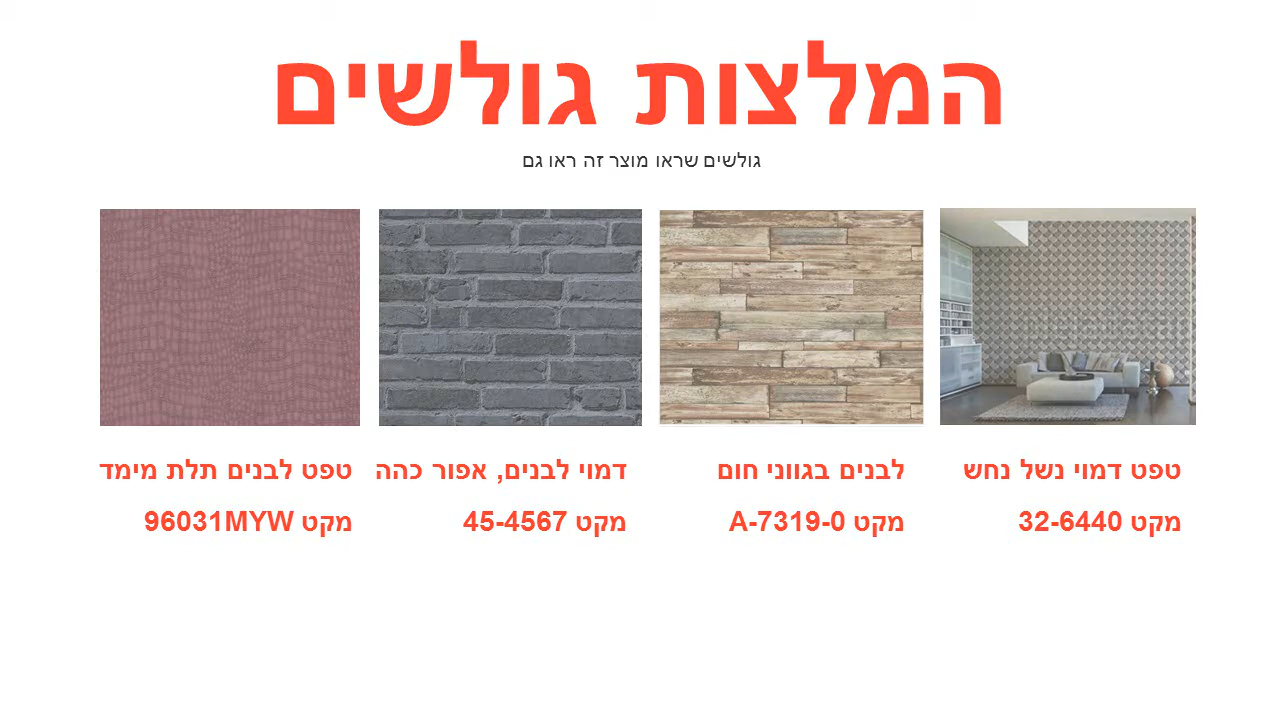 המלצות גולשים
גולשים שראו מוצר זה ראו גם
טפט דמוי נשל נחש
מקט 32-6440
לבנים בגווני חום
מקט A-7319-0
דמוי לבנים, אפור כהה
מקט 45-4567
טפט לבנים תלת מימד
מקט 96031MYW